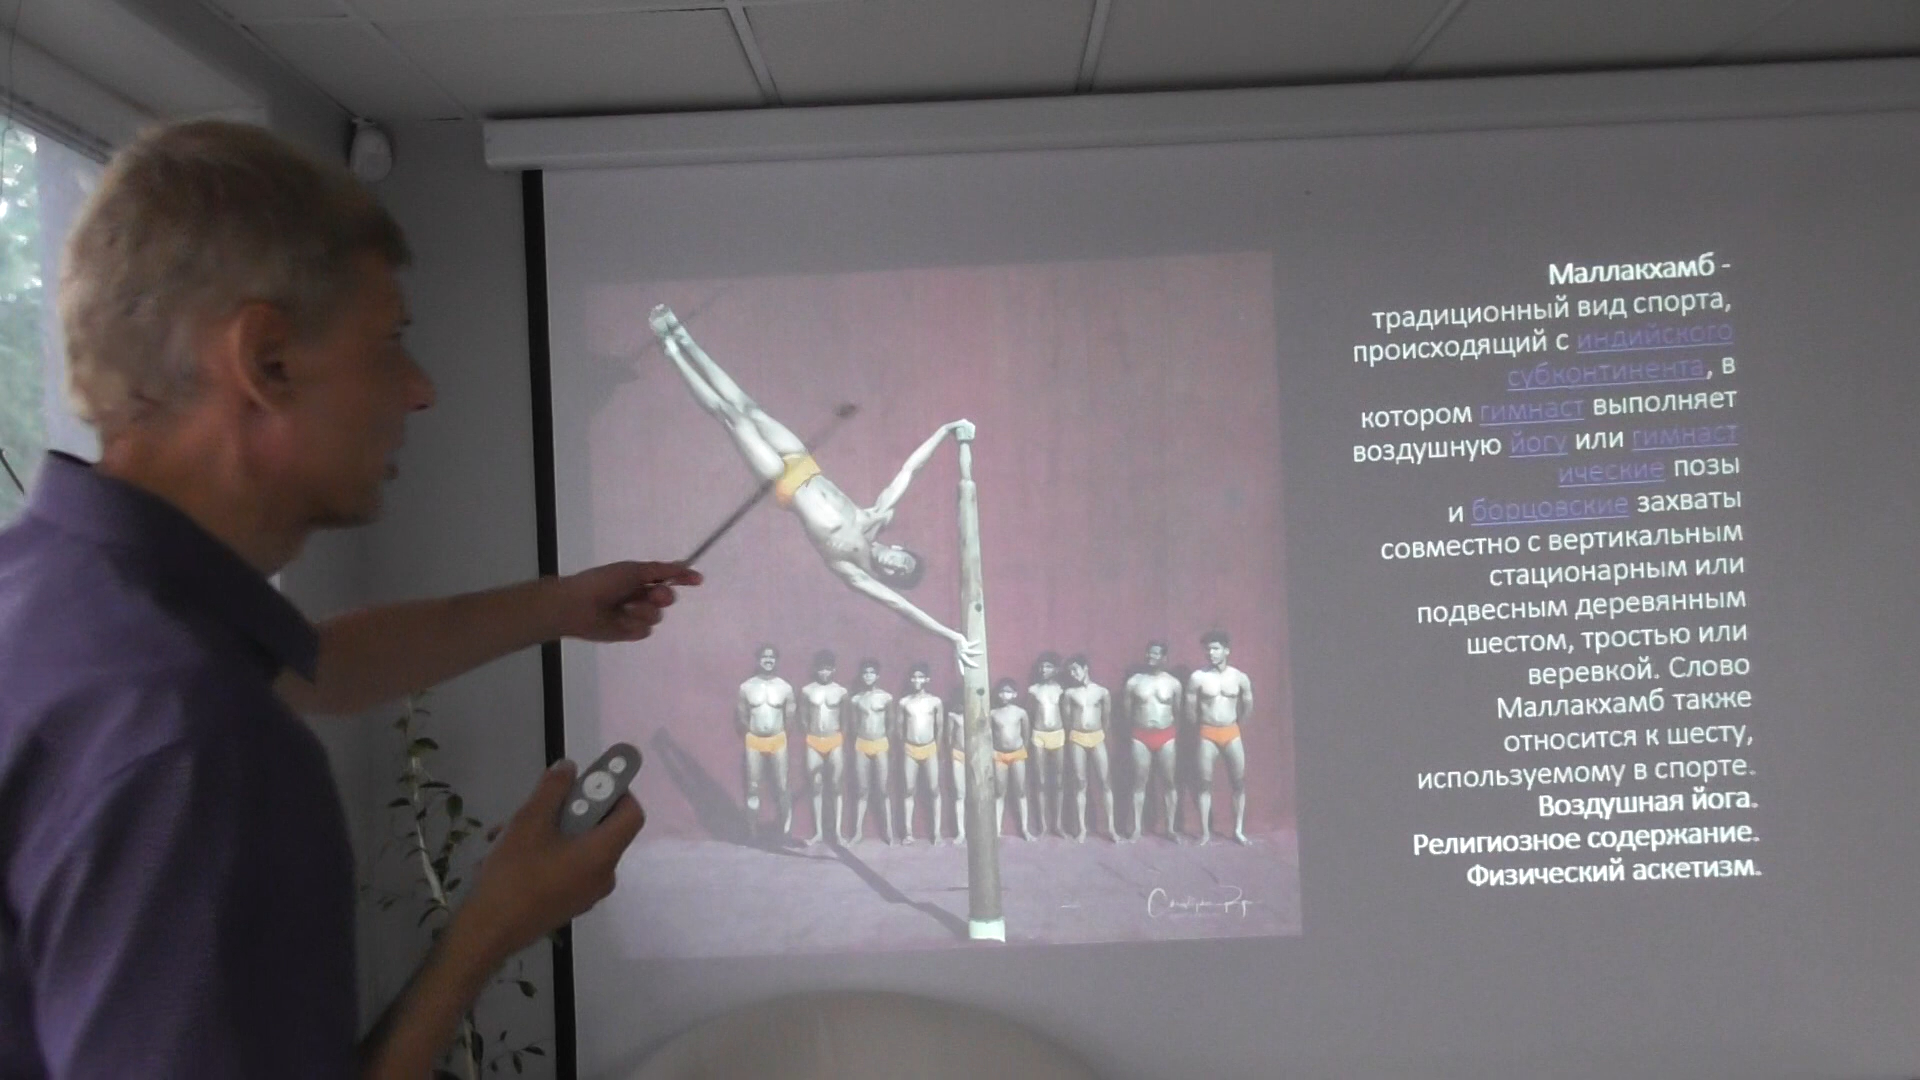 Маллакхамб -
традиционный вид спорта,
происходящий с индийского
субконтинента, в
котором гимнаст выполняет
воздушную йогу или гимнаст
ические позы
и борцовские захваты
совместно с вертикальным
стационарным или
подвесным деревянным
шестом, тростью или
веревкой. Слово
Маллакхамб также
относится к шесту,
используемому в спорте.
Воздушная йога.
Религиозное содержание.
Физический аскетизм.